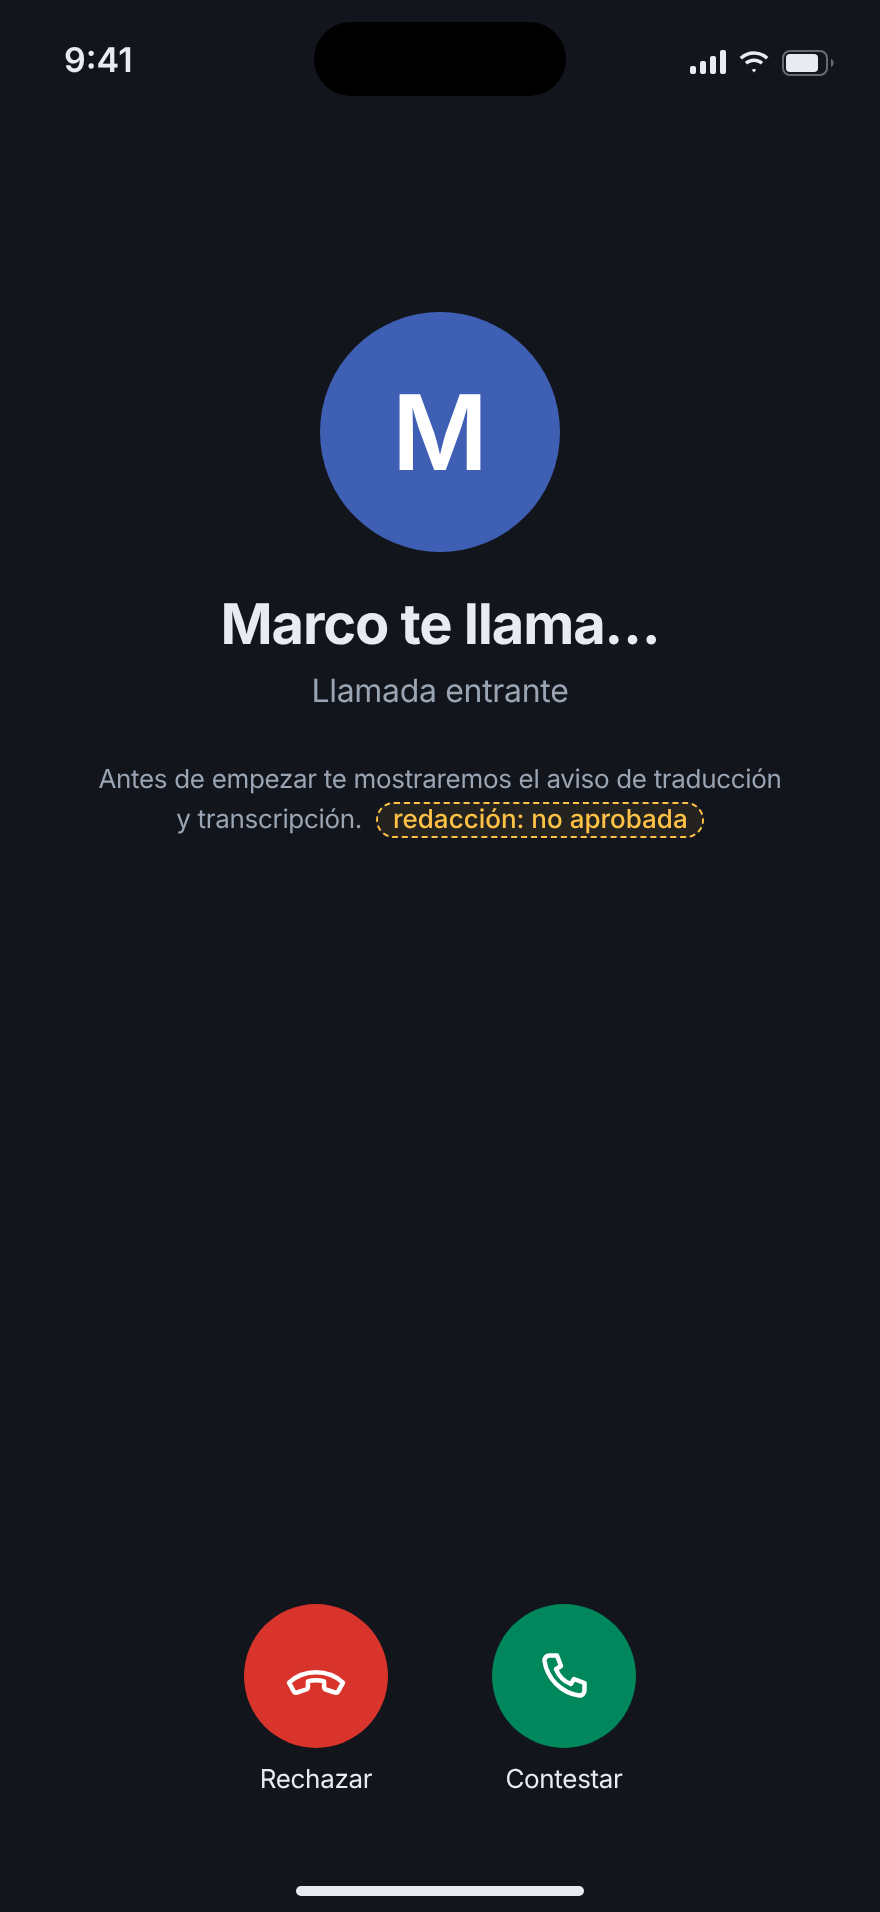 9:41
M
Marco te llama...
Llamada entrante
Antes de empezar te mostraremos el aviso de traducción
y transcripción. redacción: no aprobada
Rechazar
Contestar